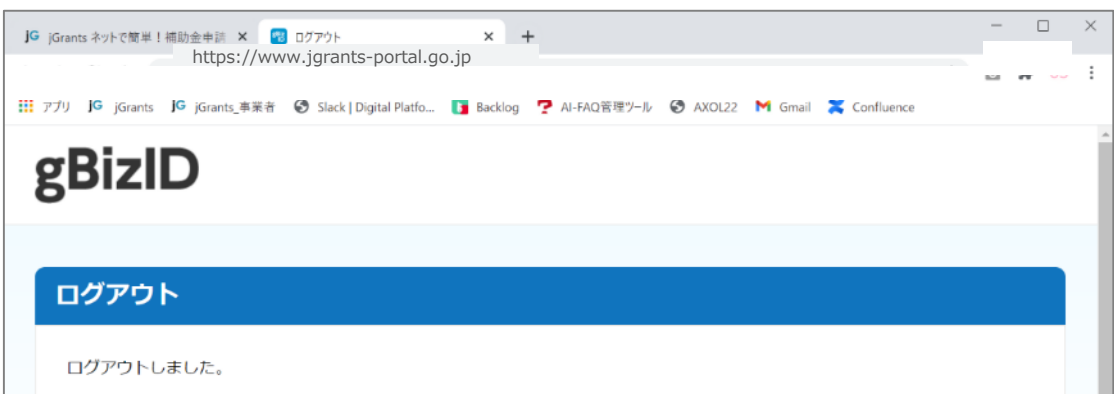 jG jGrants ネットで簡単！補助金申請
ログアウト
https://www.jgrants-portal.go.jp
アプリ jG jGrants jG jGrants_事業者 Slack | Digital Platfo... Backlog AI-FAQ管理ツール AXOL22 Gmail Confluence
gBizID
ログアウト
ログアウトしました。